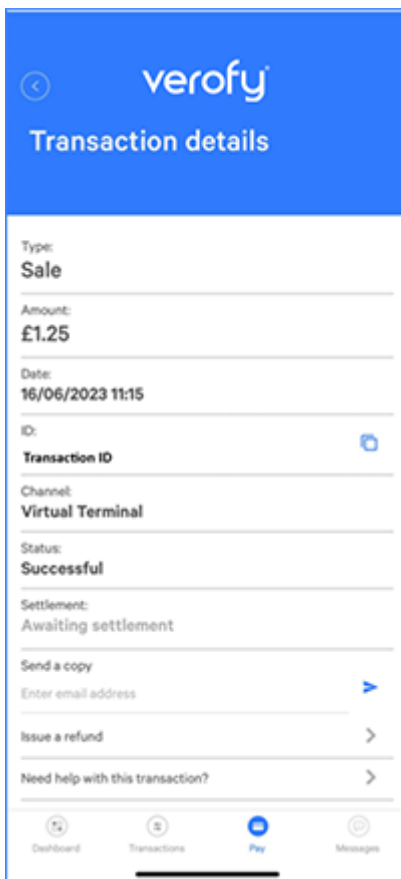 verofy
Transaction details
Type:
Sale
Amount:
£1.25
Date:
16/06/2023 11:15
ID:
Transaction ID
Channel:
Virtual Terminal
Status:
Successful
Settlement:
Awaiting settlement
Send a copy
Enter email address
Issue a refund
Need help with this transaction?
Dashboard Transactions Pay Messages